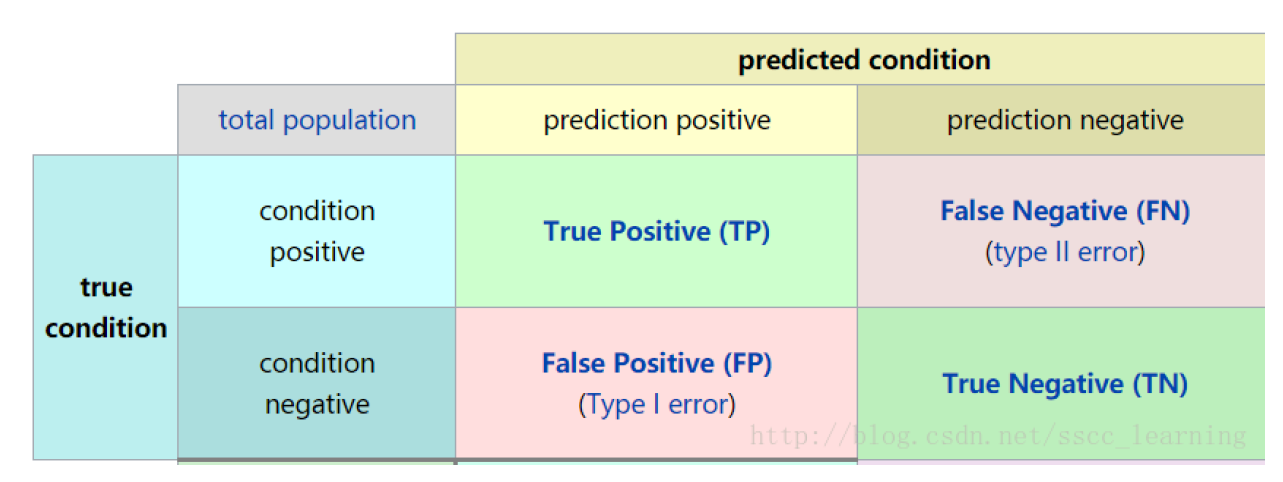 predicted condition
total population
prediction positive
prediction negative
true
condition
condition
positive
True Positive (TP)
False Negative (FN)
(type II error)
condition
negative
False Positive (FP)
(Type I error)
True Negative (TN)
http://blog.csdn.net/sscc_learning